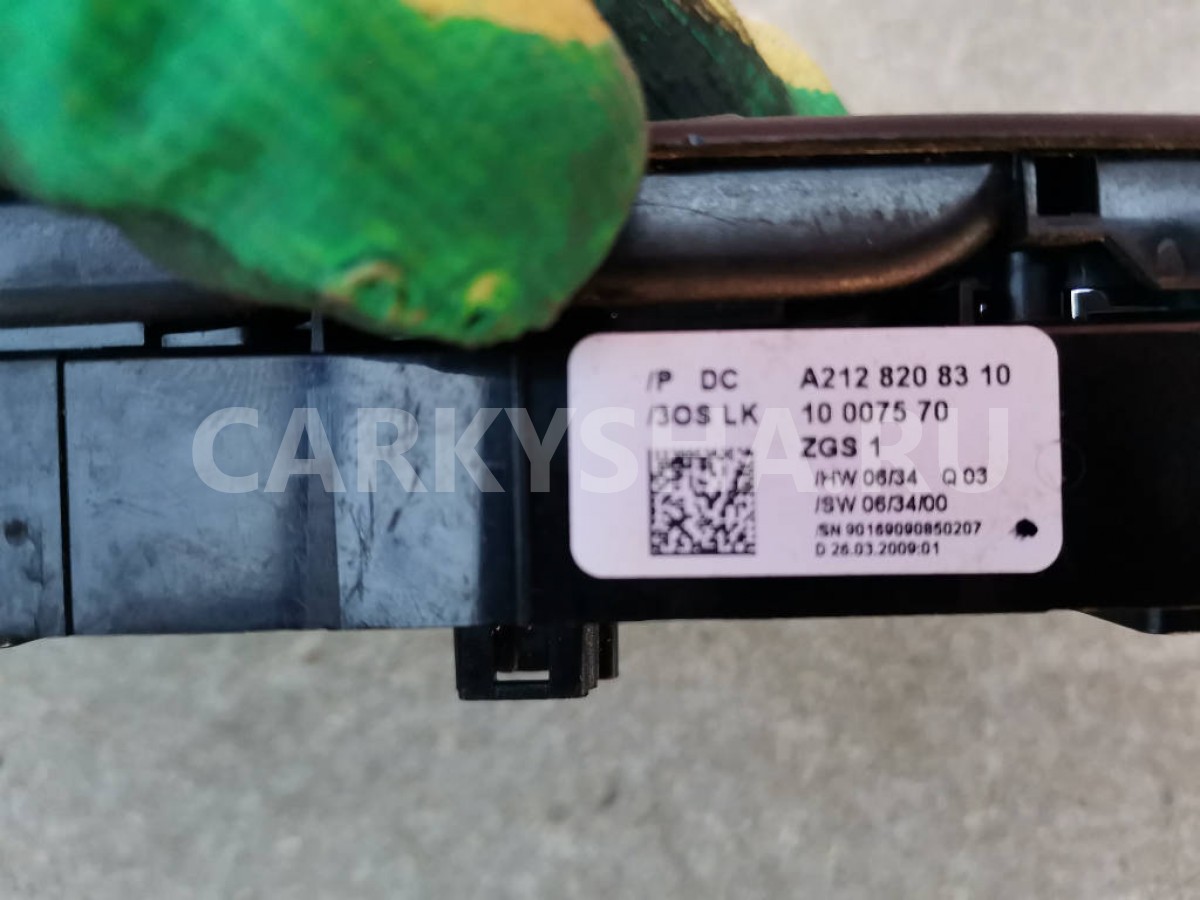 /P DC A212 820 83 10
/BOS LK 10 0075 70
ZGS 1
/HW 06/34 Q 03
/SW 06/34/00
/SN 90169090850207
D 26.03.2009:01
CARKYSHA.RU